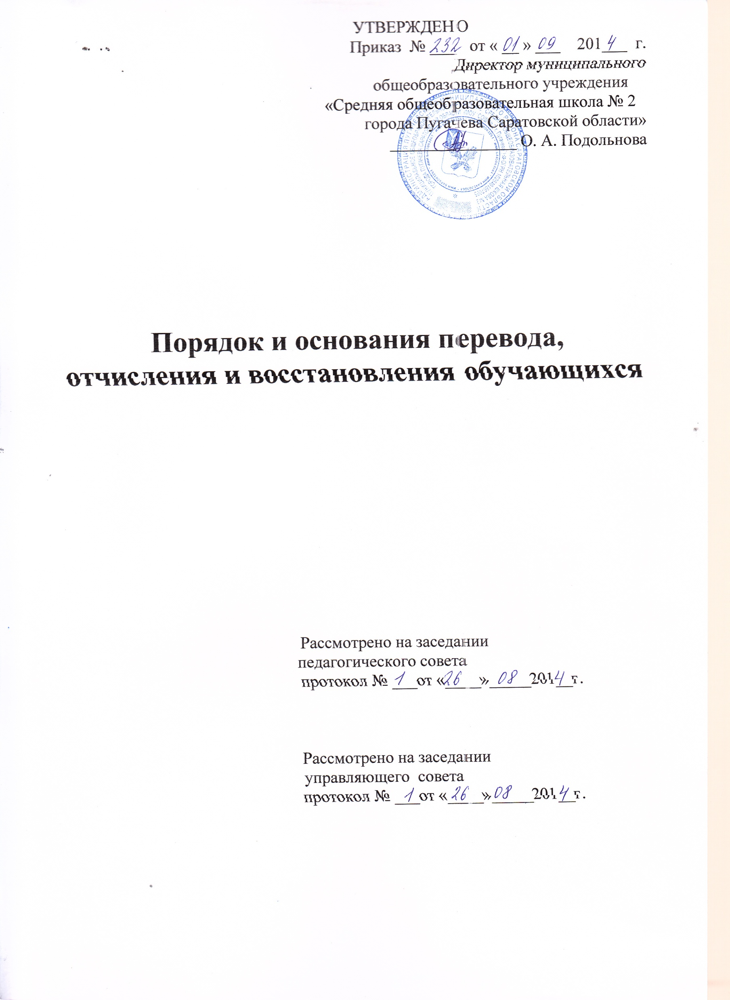 УТВЕРЖДЕНО
Приказ № 232 от « 01 » 09 2014 г.
Директор муниципального
общеобразовательного учреждения
«Средняя общеобразовательная школа № 2
города Пугачева Саратовской области»
О. А. Подольнова
Порядок и основания перевода,
отчисления и восстановления обучающихся
Рассмотрено на заседании
педагогического совета
протокол № 1 от «26» 08 2014 г.
Рассмотрено на заседании
управляющего совета
протокол № 1 от « 26 » 08 2014 г.